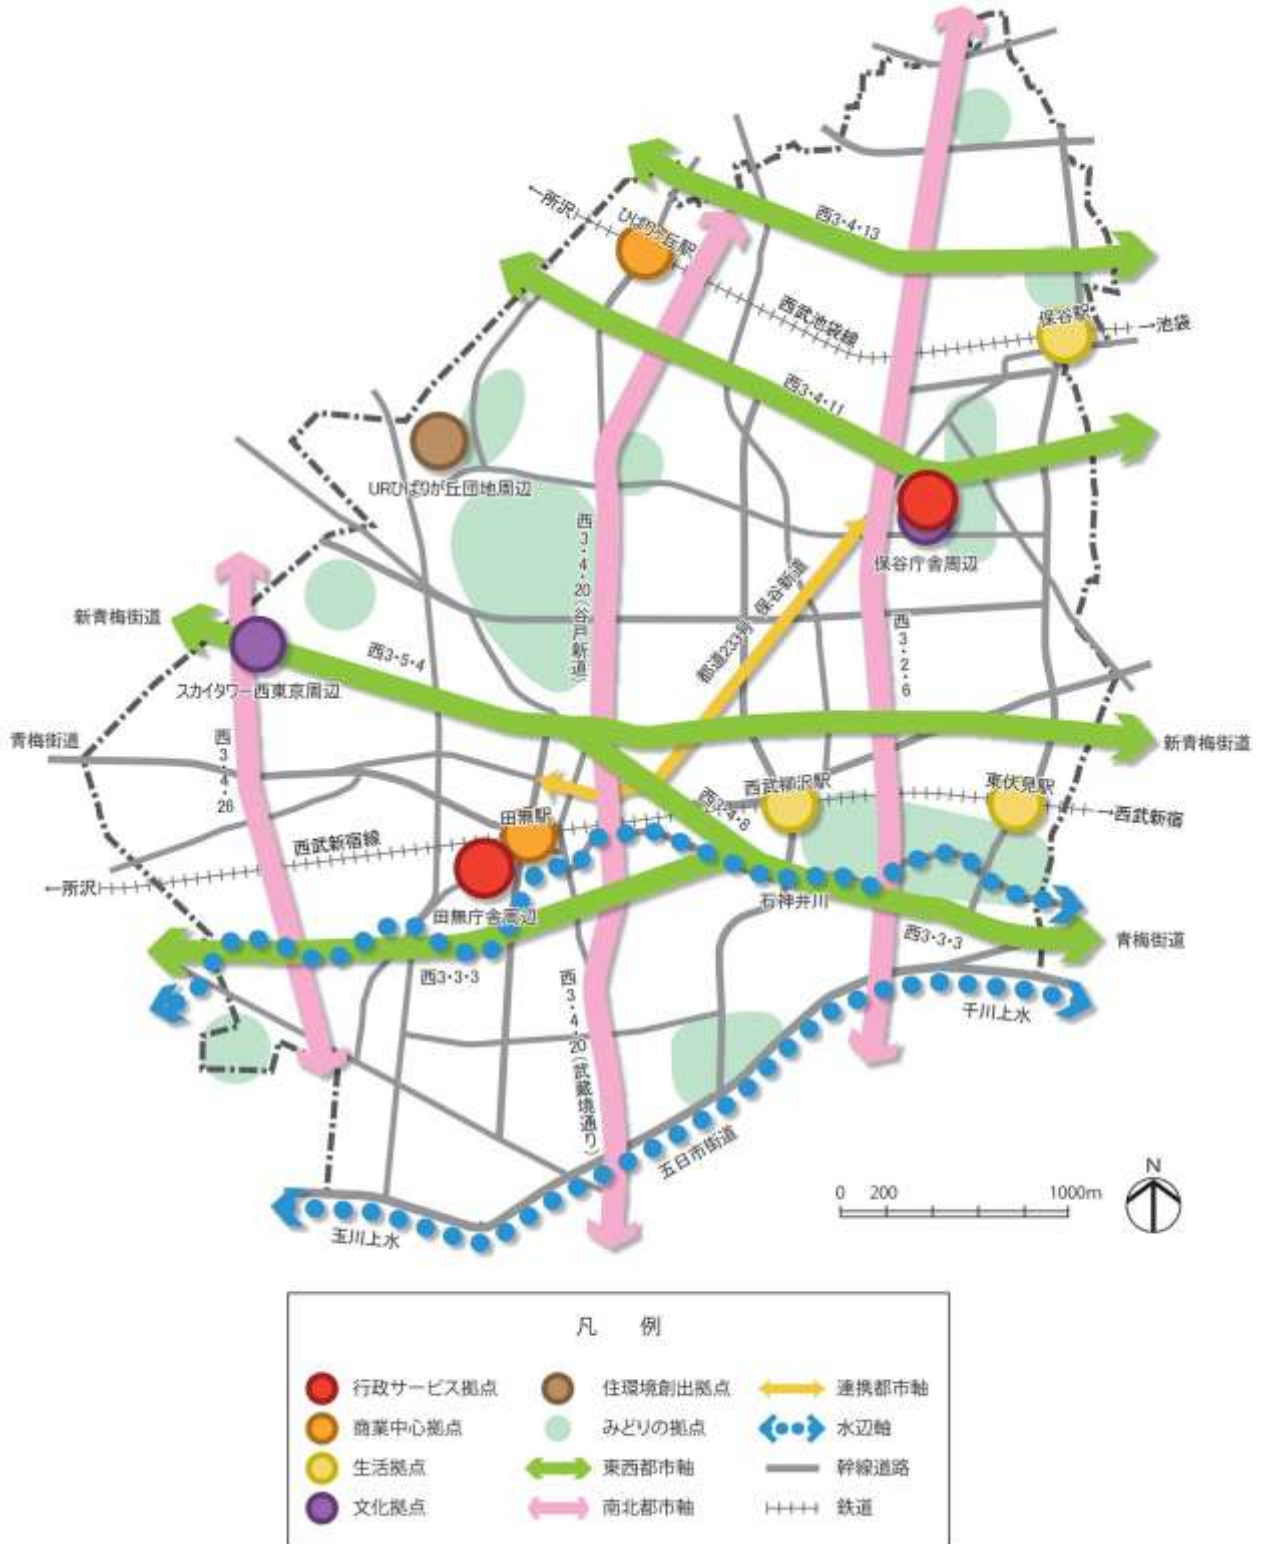 ←所沢
ひばりヶ丘駅
西3・4・13
西武池袋線
保谷駅
→池袋
西3・4・11
URひばりが丘団地周辺
西3・4・20(谷戸新道)
保谷庁舎周辺
都道233号 保谷新道
新青梅街道
西3・5・4
西3・2・6
スカイタワー西東京周辺
青梅街道
西3・4・26
新青梅街道
西武柳沢駅
東伏見駅
西3・4・8
→西武新宿
田無駅
西武新宿線
←所沢
石神井川
田無庁舎周辺
西3・3・3
青梅街道
西3・3・3
西3・4・20(武蔵境通り)
千川上水
五日市街道
玉川上水
0 200 1000m
N
凡 例
行政サービス拠点 住環境創出拠点 連携都市軸
商業中心拠点 みどりの拠点 水辺軸
生活拠点 東西都市軸 幹線道路
文化拠点 南北都市軸 鉄道